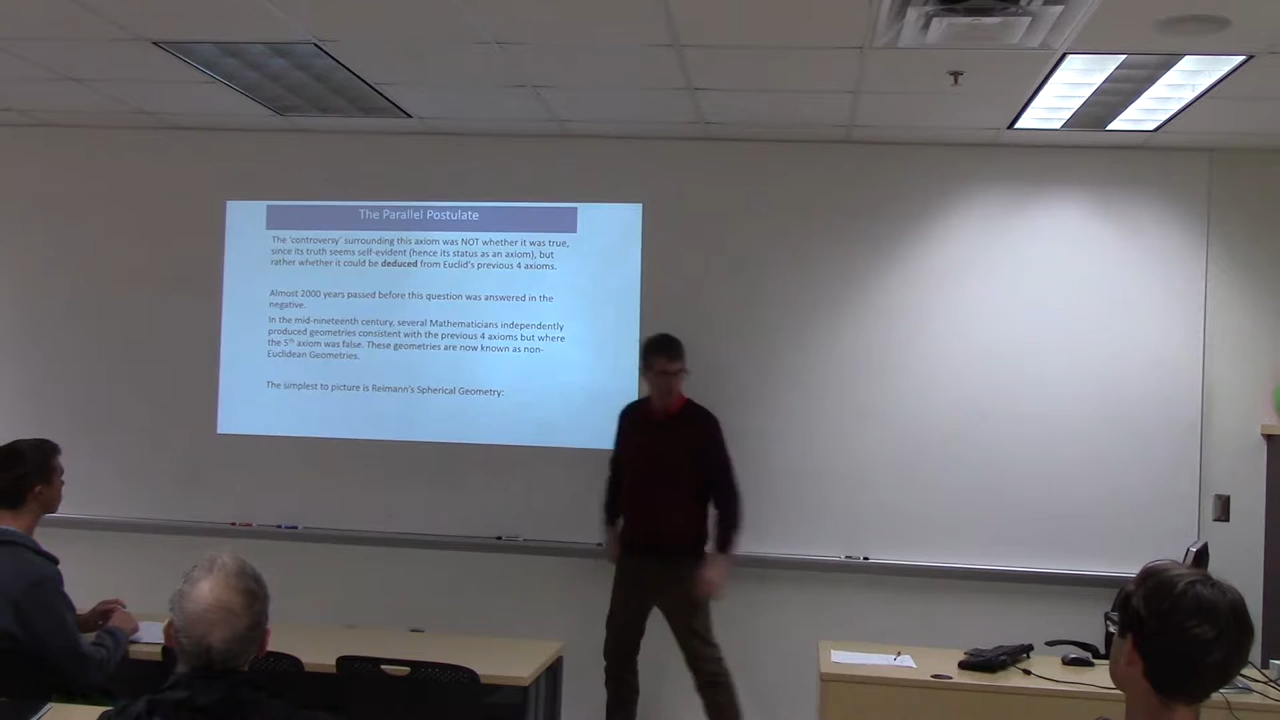 The Parallel Postulate
The 'controversy' surrounding this axiom was NOT whether it was true,
since its truth seems self-evident (hence its status as an axiom), but
rather whether it could be deduced from Euclid's previous 4 axioms.
Almost 2000 years passed before this question was answered in the
negative.
In the mid-nineteenth century, several Mathematicians independently
produced geometries consistent with the previous 4 axioms but where
the 5th axiom was false. These geometries are now known as non-
Euclidean Geometries.
The simplest to picture is Reimann's Spherical Geometry: